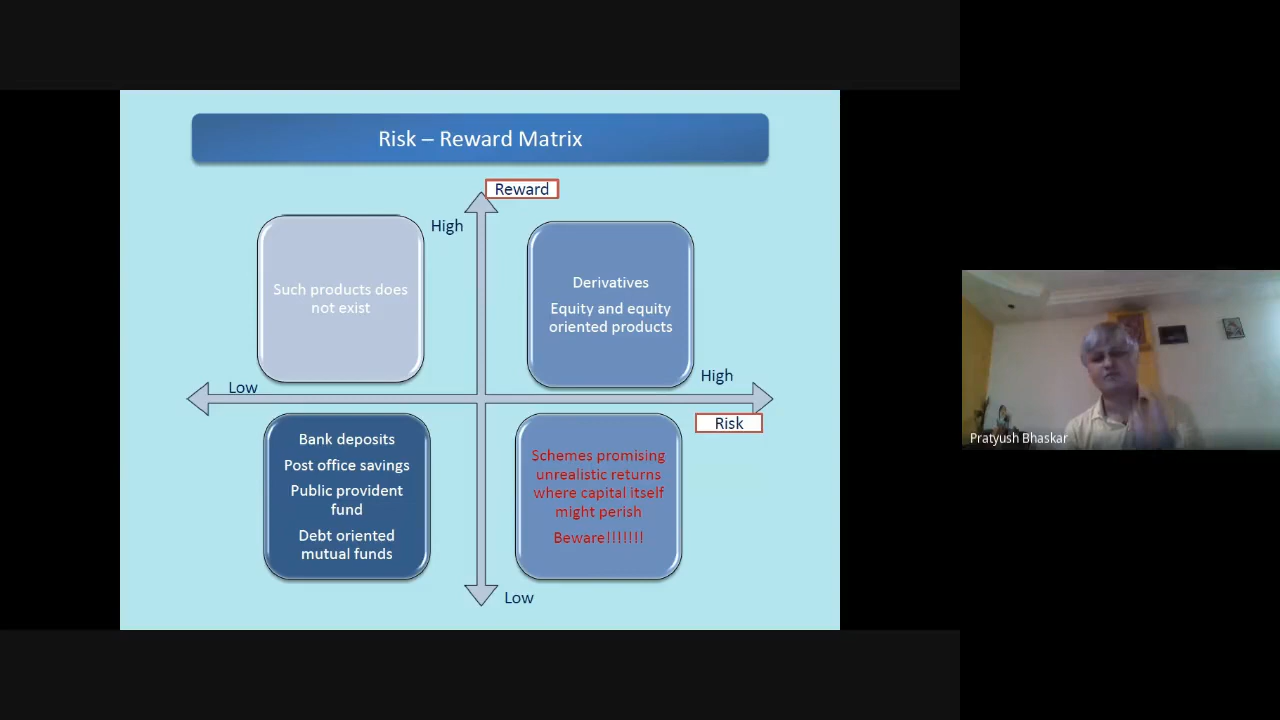 Risk – Reward Matrix
Reward
High
Such products does
not exist
Derivatives
Equity and equity
oriented products
Low
High
Risk
Bank deposits
Post office savings
Public provident
fund
Debt oriented
mutual funds
Schemes promising
unrealistic returns
where capital itself
might perish
Beware!!!!!!!
Low
Pratyush Bhaskar